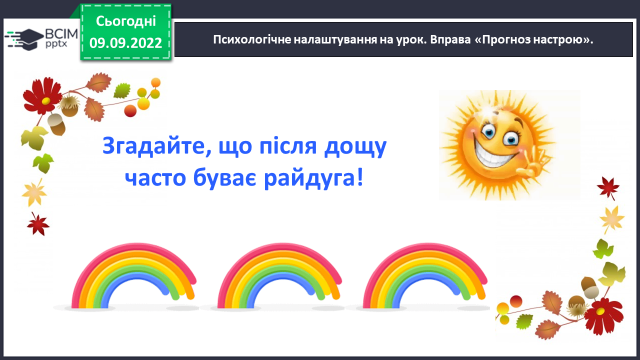 ВСІМ
pptx
Сьогодні
09.09.2022
Психологічне налаштування на урок. Вправа «Прогноз настрою».
Згадайте, що після дощу
часто буває райдуга!